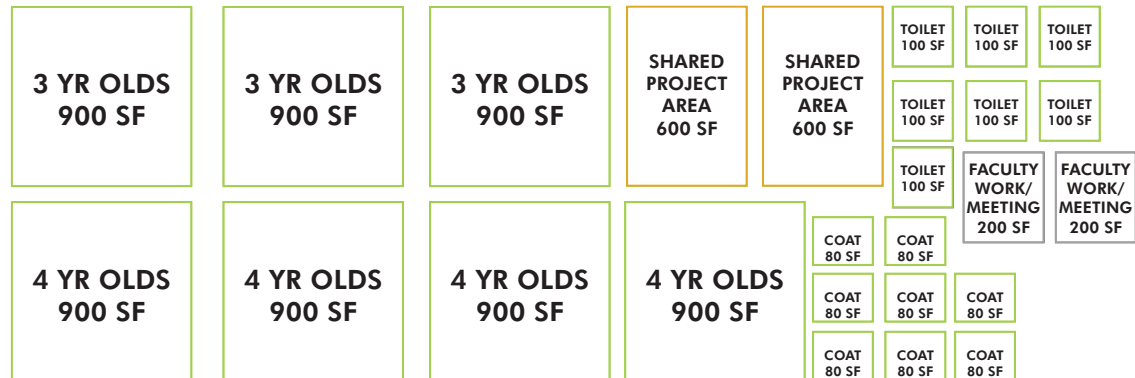 3 YR OLDS
900 SF
3 YR OLDS
900 SF
3 YR OLDS
900 SF
SHARED
PROJECT
AREA
600 SF
SHARED
PROJECT
AREA
600 SF
TOILET
100 SF
TOILET
100 SF
TOILET
100 SF
TOILET
100 SF
TOILET
100 SF
TOILET
100 SF
TOILET
100 SF
FACULTY
WORK/
MEETING
200 SF
FACULTY
WORK/
MEETING
200 SF
4 YR OLDS
900 SF
4 YR OLDS
900 SF
4 YR OLDS
900 SF
4 YR OLDS
900 SF
COAT
80 SF
COAT
80 SF
COAT
80 SF
COAT
80 SF
COAT
80 SF
COAT
80 SF
COAT
80 SF
COAT
80 SF